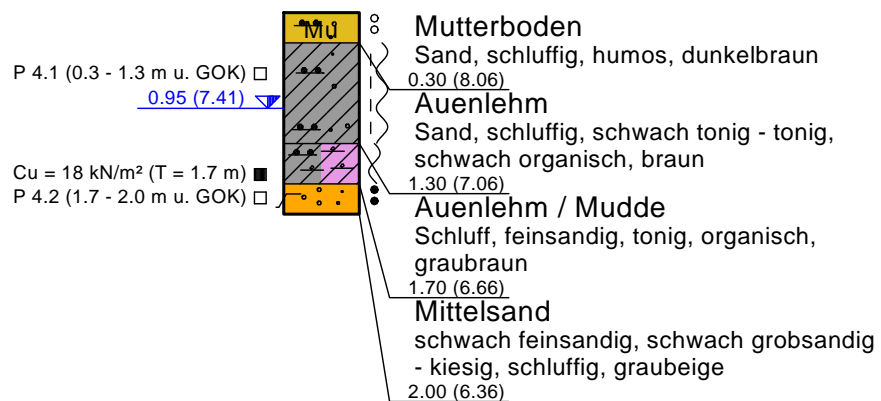 Mu
Mutterboden
Sand, schluffig, humos, dunkelbraun
0.30 (8.06)
P 4.1 (0.3 - 1.3 m u. GOK)
0.95 (7.41)
Auenlehm
Sand, schluffig, schwach tonig - tonig,
schwach organisch, braun
1.30 (7.06)
Cu = 18 kN/m² (T = 1.7 m)
P 4.2 (1.7 - 2.0 m u. GOK)
Auenlehm / Mudde
Schluff, feinsandig, tonig, organisch,
graubraun
1.70 (6.66)
Mittelsand
schwach feinsandig, schwach grobsandig
- kiesig, schluffig, graubeige
2.00 (6.36)